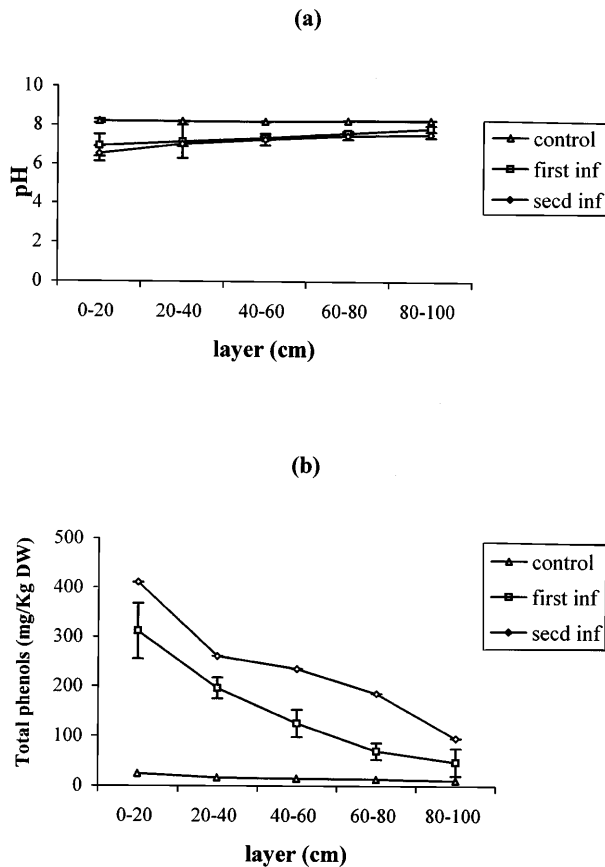 (a)
10
8
6
4
2
0
pH
0-20 20-40 40-60 60-80 80-100
layer (cm)
control
first inf
secd inf
(b)
500
400
300
200
100
0
Total phenols (mg/Kg DW)
0-20 20-40 40-60 60-80 80-100
layer (cm)
control
first inf
secd inf